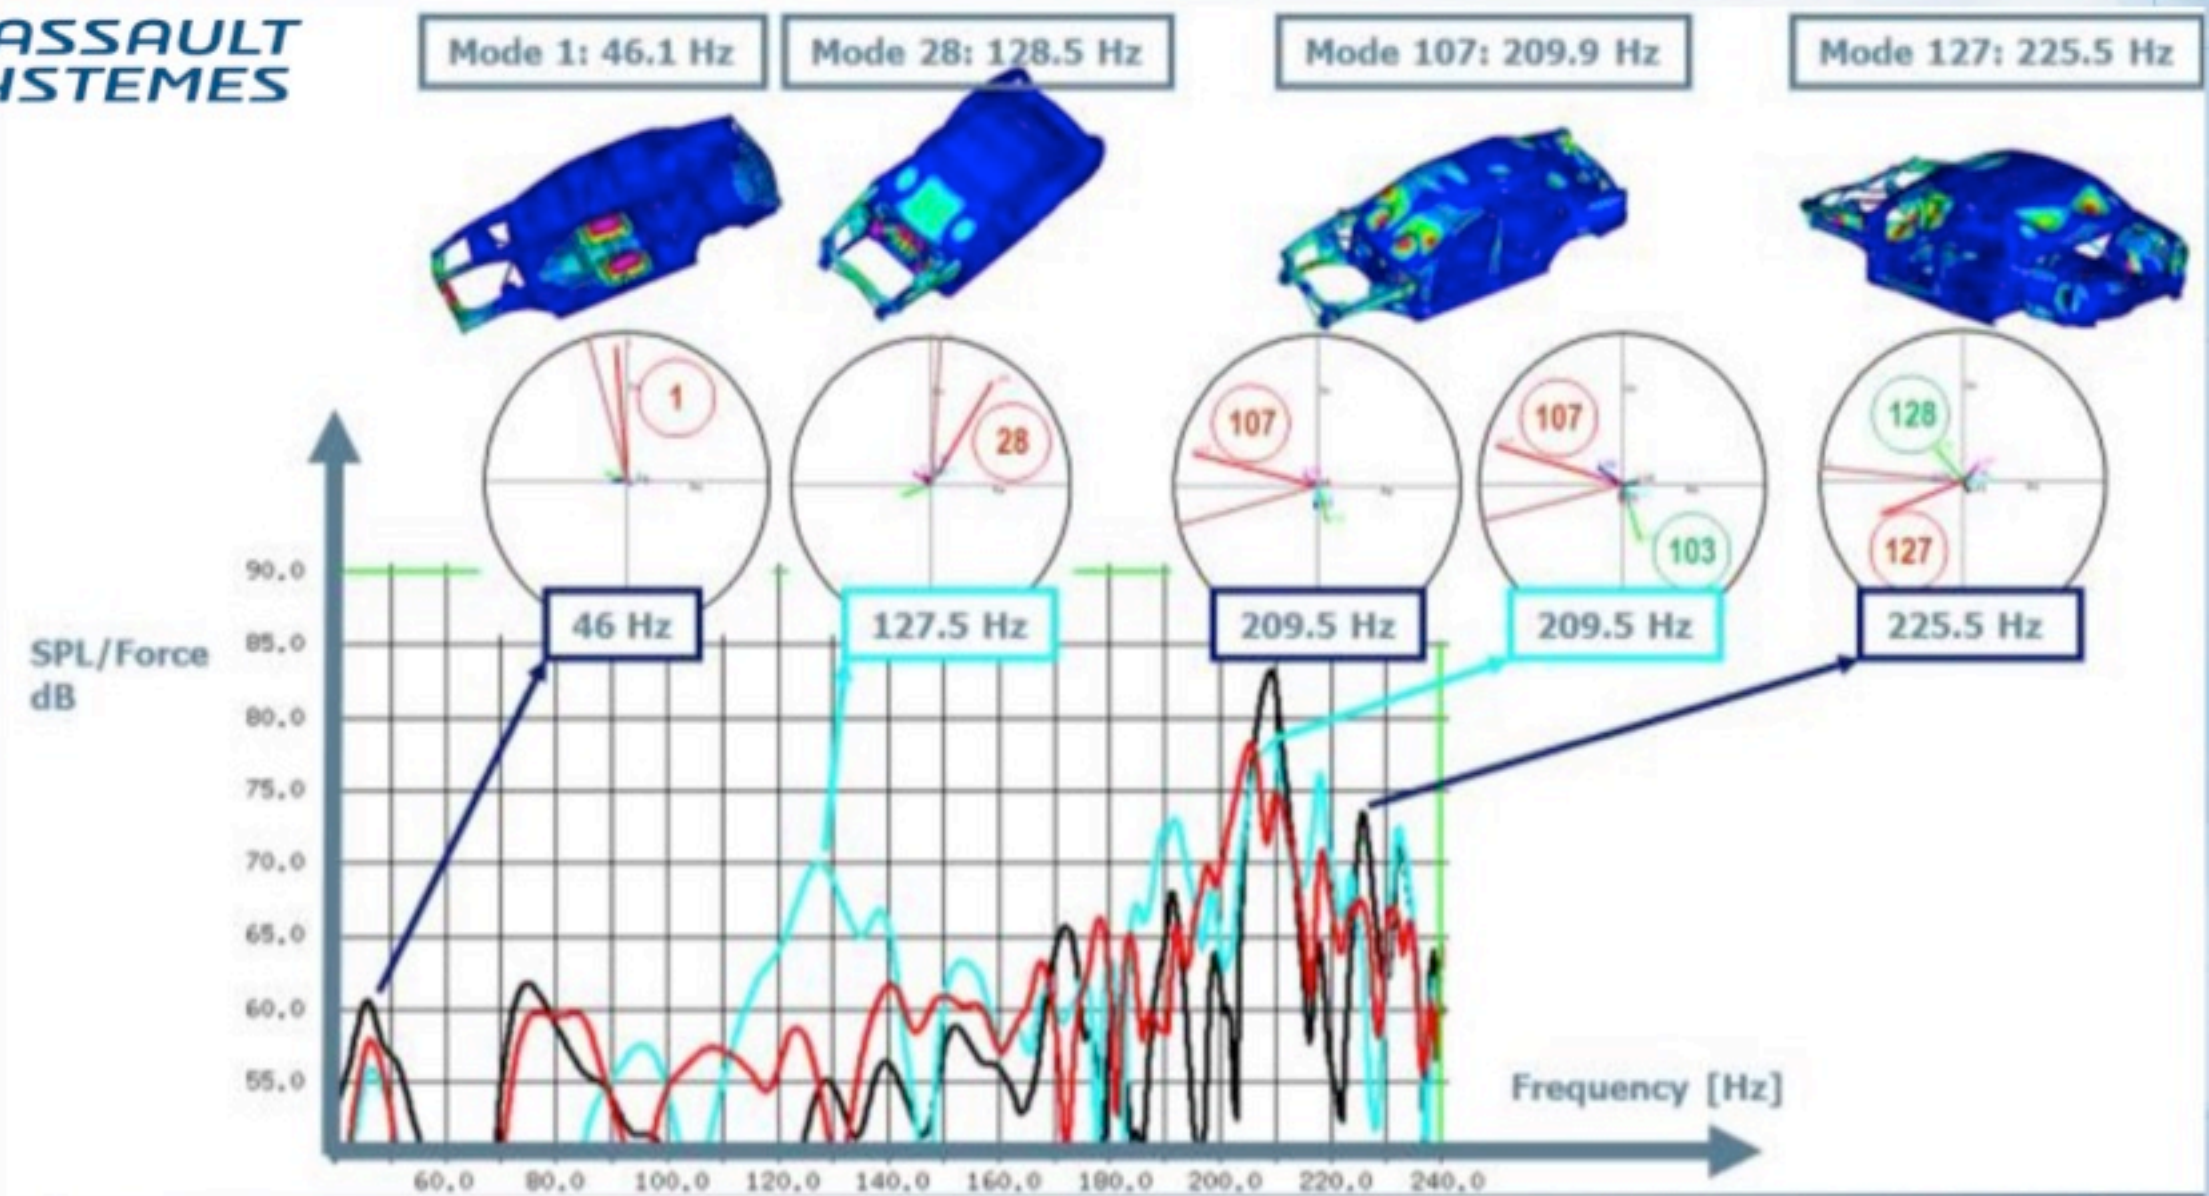 ASSAULT
ISTEMES
Mode 1: 46.1 Hz
Mode 28: 128.5 Hz
Mode 107: 209.9 Hz
Mode 127: 225.5 Hz
1
28
107
107
103
128
127
46 Hz
127.5 Hz
209.5 Hz
209.5 Hz
225.5 Hz
SPL/Force
dB
90.0
85.0
80.0
75.0
70.0
65.0
60.0
55.0
Frequency [Hz]
60.0 80.0 100.0 120.0 140.0 160.0 180.0 200.0 220.0 240.0